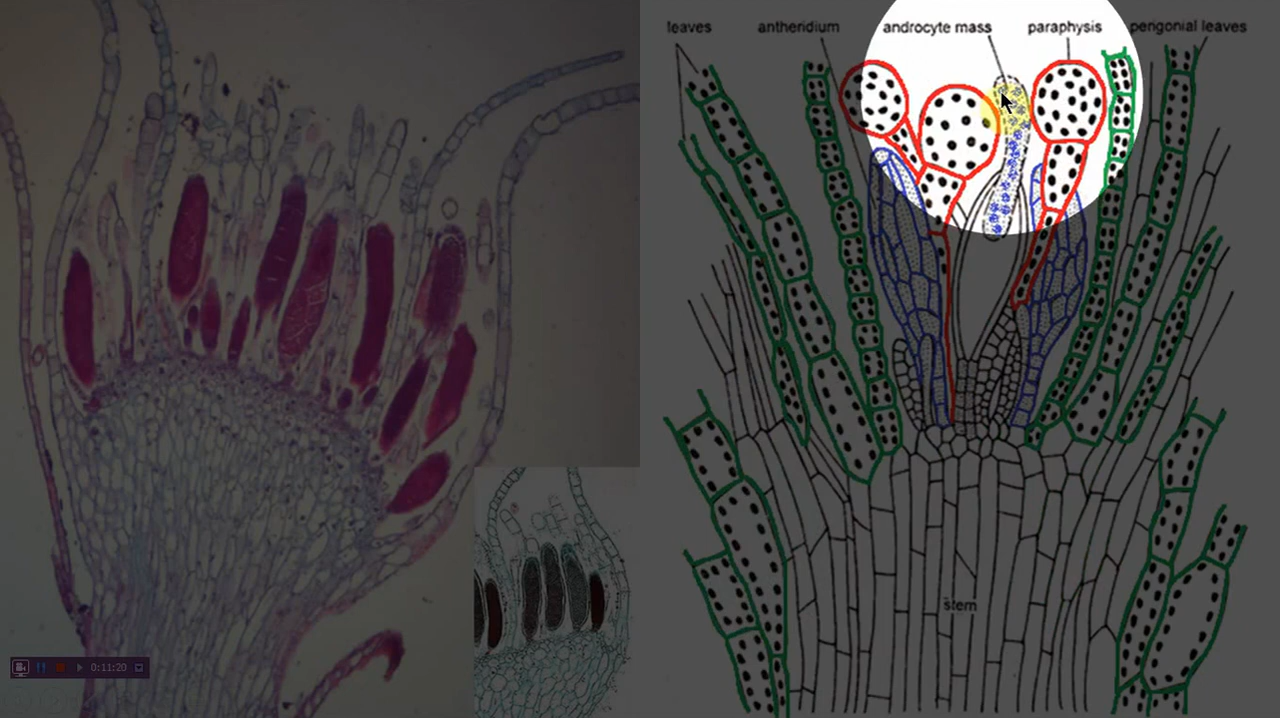 leaves antheridium androcyte mass paraphysis perigonial leaves
stem
0:11:20